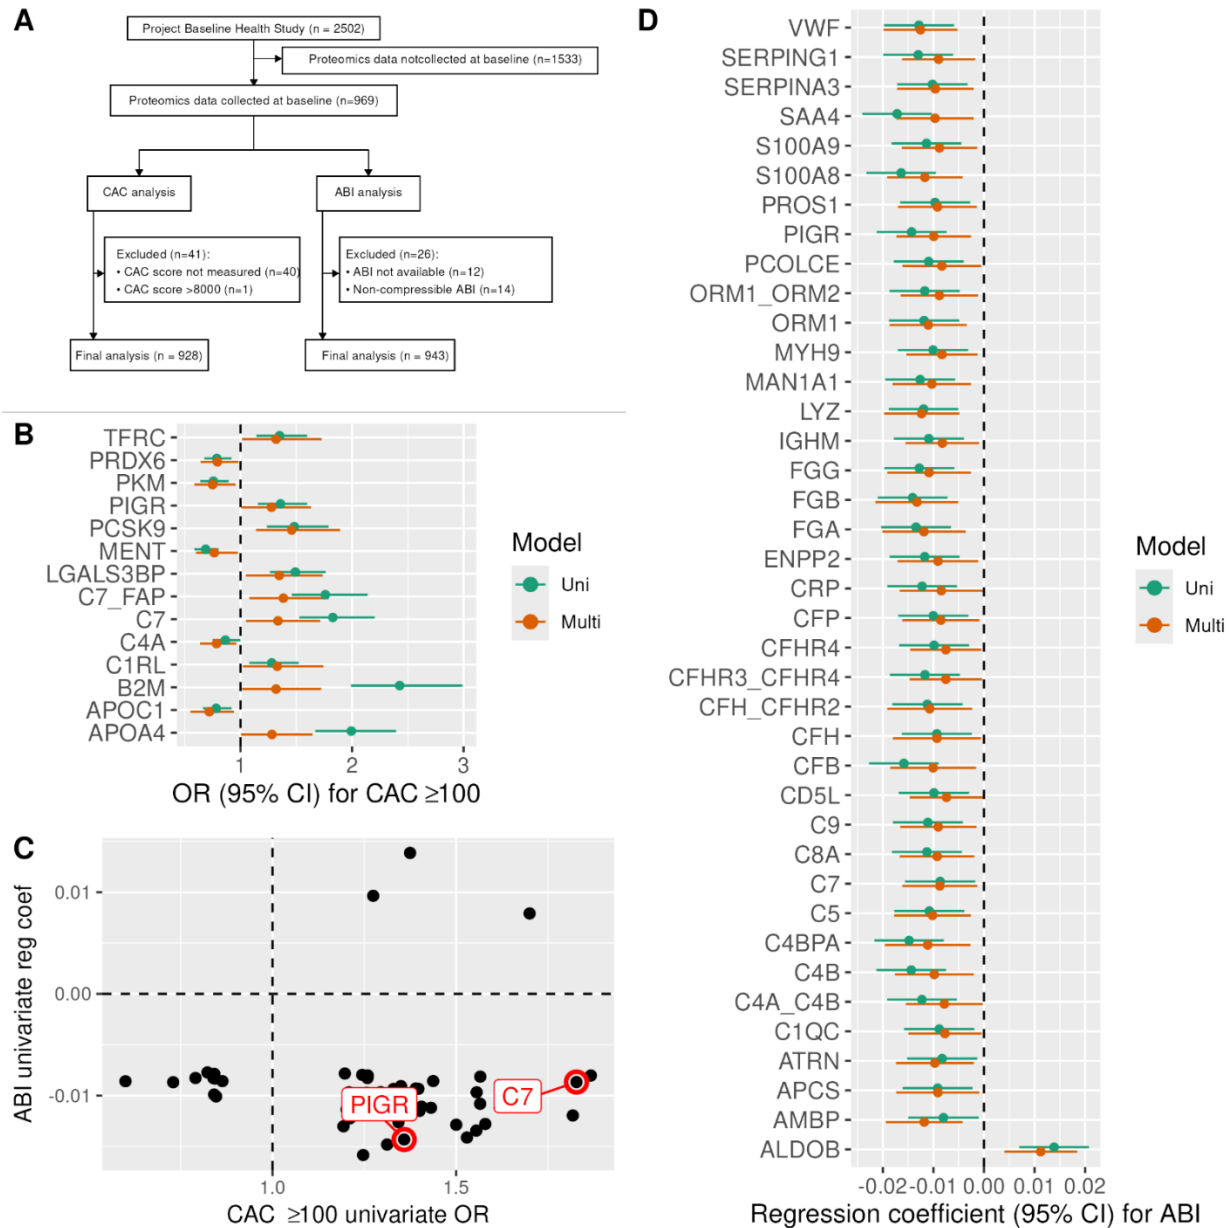 A
Project Baseline Health Study (n = 2502)
Proteomics data notcollected at baseline (n=1533)
Proteomics data collected at baseline (n=969)
CAC analysis
ABI analysis
Excluded (n=41):
• CAC score not measured (n=40)
• CAC score >8000 (n=1)
Excluded (n=26):
• ABI not available (n=12)
• Non-compressible ABI (n=14)
Final analysis (n = 928)
Final analysis (n = 943)
B
TFRC
PRDX6
PKM
PIGR
PCSK9
MENT
LGALS3BP
C7_FAP
C7
C4A
C1RL
B2M
APOC1
APOA4
1
2
3
OR (95% CI) for CAC ≥100
Model
Uni
Multi
C
ABI univariate reg coef
0.01
0.00
-0.01
PIGR
C7
1.0
1.5
CAC ≥100 univariate OR
D
VWF
SERPING1
SERPINA3
SAA4
S100A9
S100A8
PROS1
PIGR
PCOLCE
ORM1_ORM2
ORM1
MYH9
MAN1A1
LYZ
IGHM
FGG
FGB
FGA
ENPP2
CRP
CFP
CFHR4
CFHR3_CFHR4
CFH_CFHR2
CFH
CFB
CD5L
C9
C8A
C7
C5
C4BPA
C4B
C4A_C4B
C1QC
ATRN
APCS
AMBP
ALDOB
-0.02
-0.01
0.00
0.01
0.02
Regression coefficient (95% CI) for ABI
Model
Uni
Multi